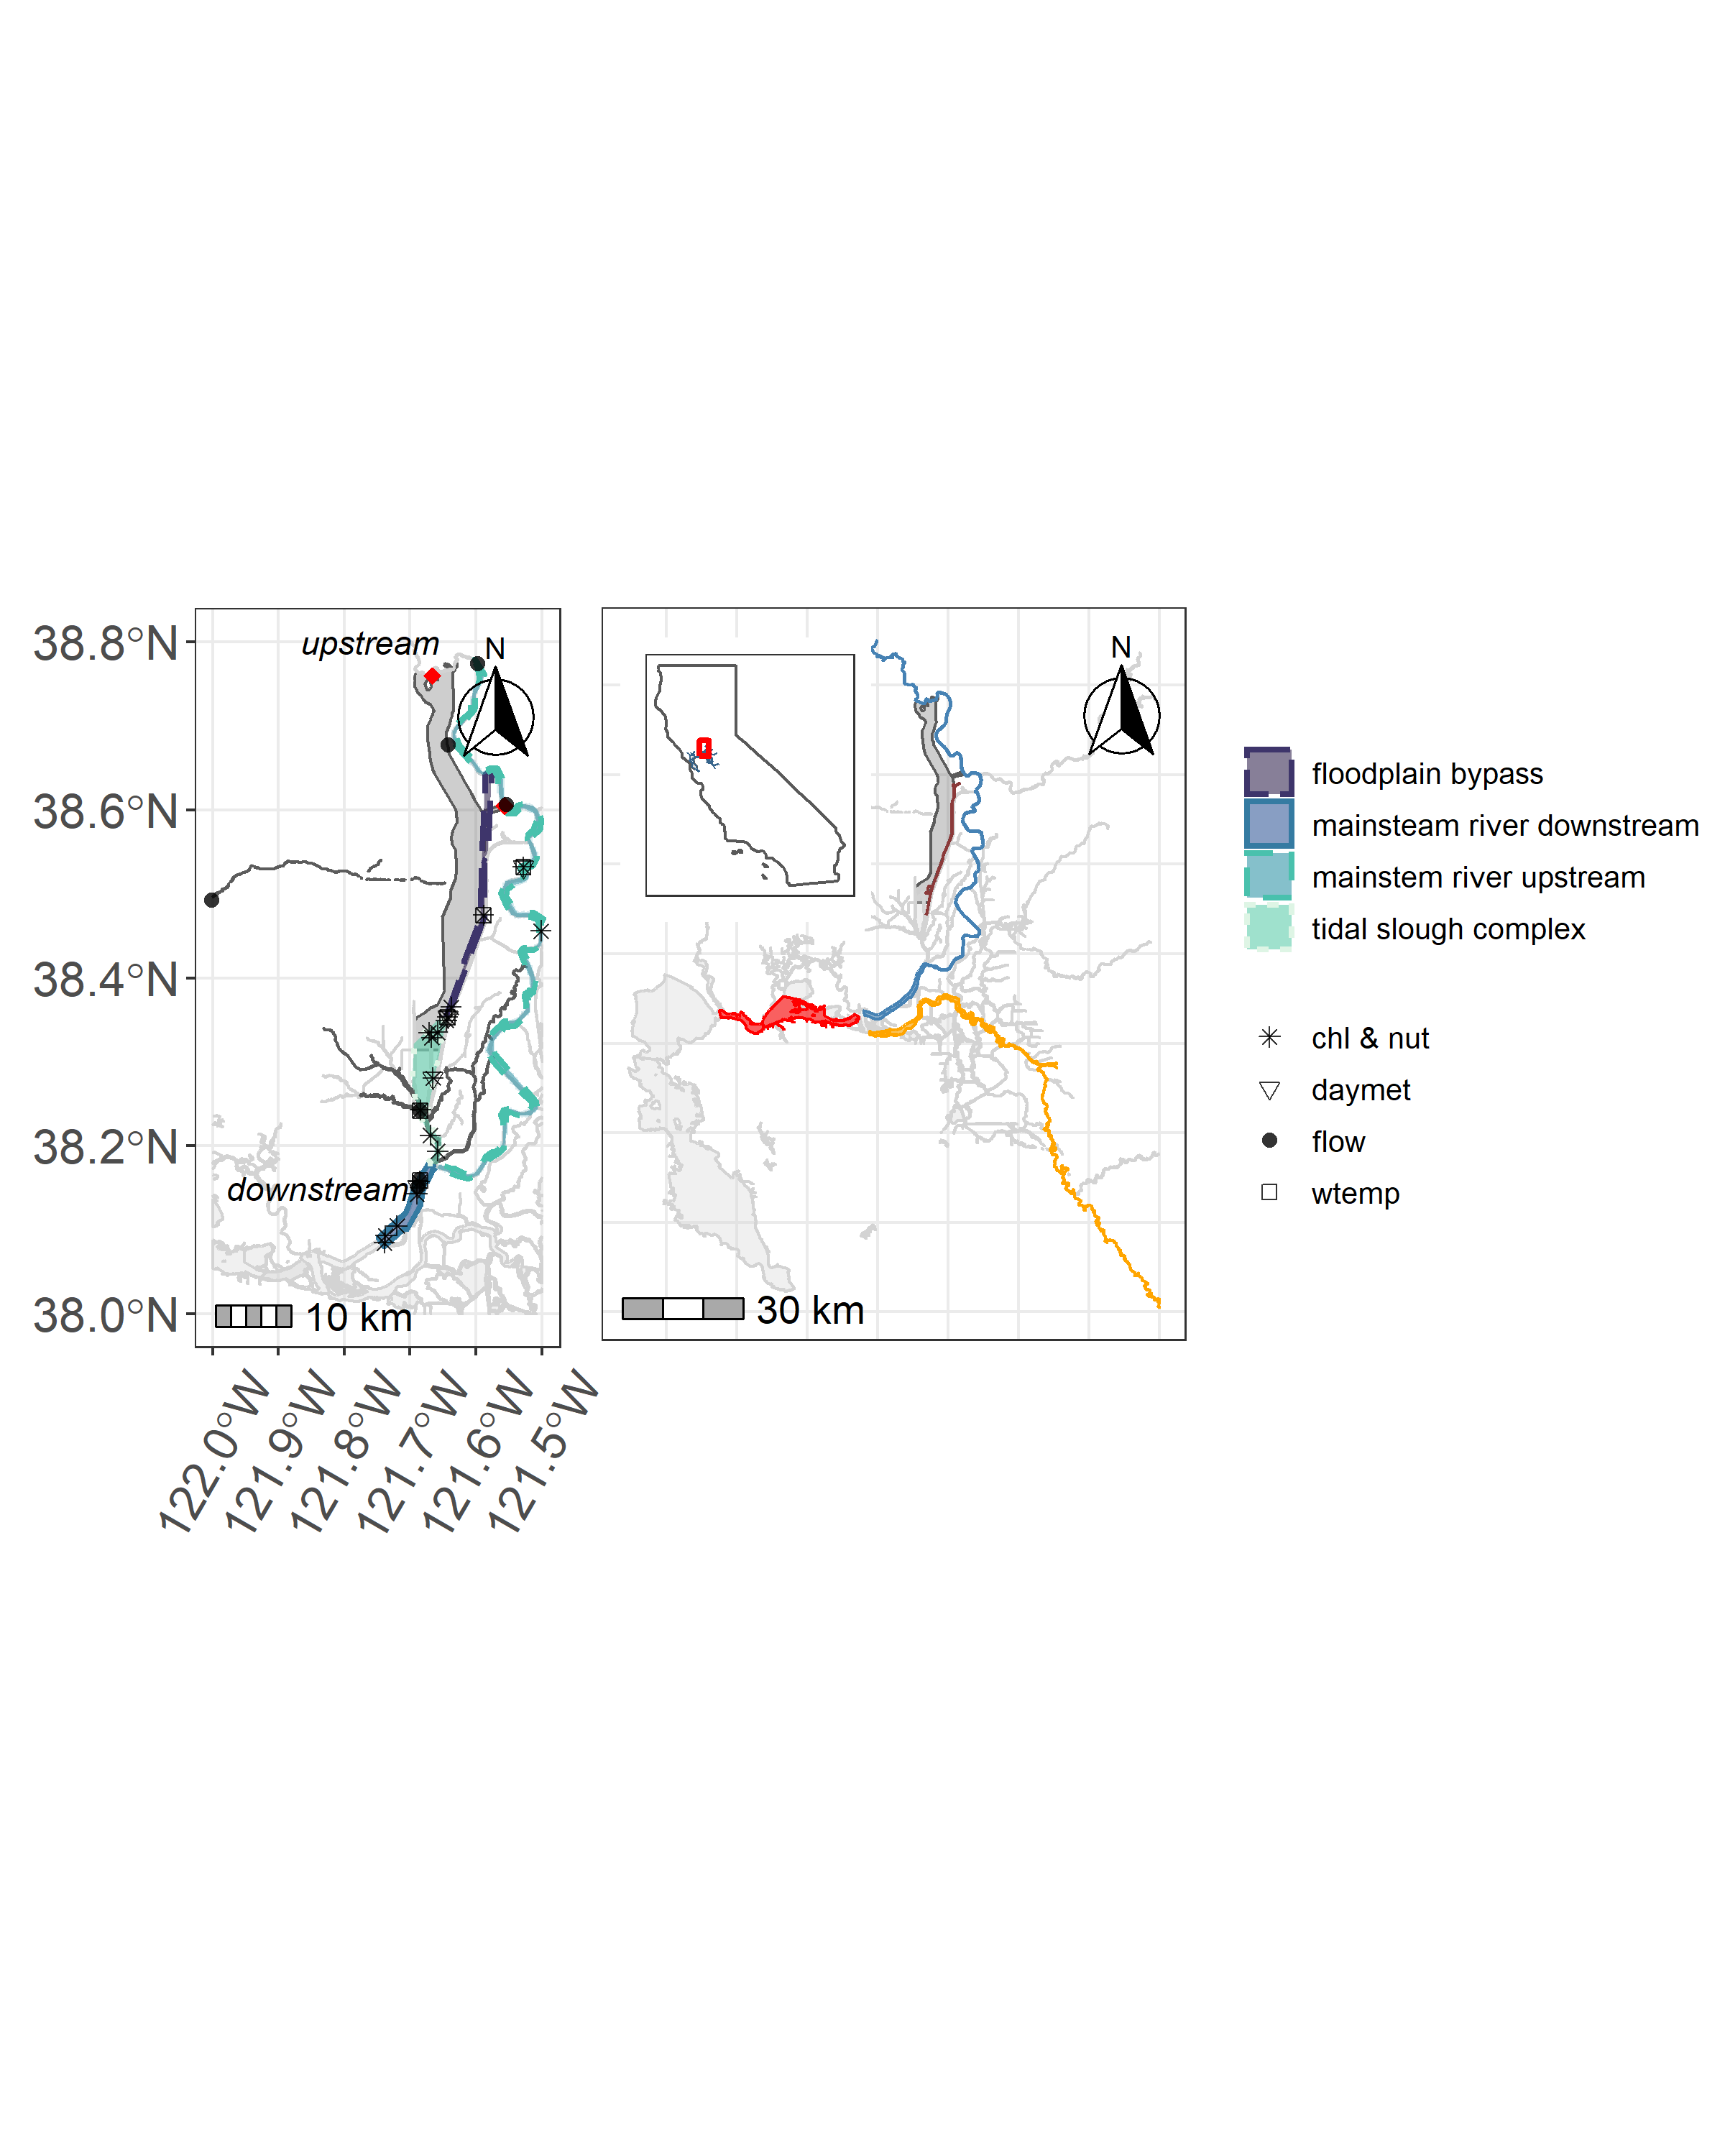 upstream
N
38.8°N
38.6°N
38.4°N
38.2°N
38.0°N
downstream
10 km
122.0°W
121.9°W
121.8°W
121.7°W
121.6°W
121.5°W
N
30 km
floodplain bypass
mainsteam river downstream
mainstem river upstream
tidal slough complex
chl & nut
daymet
flow
wtemp